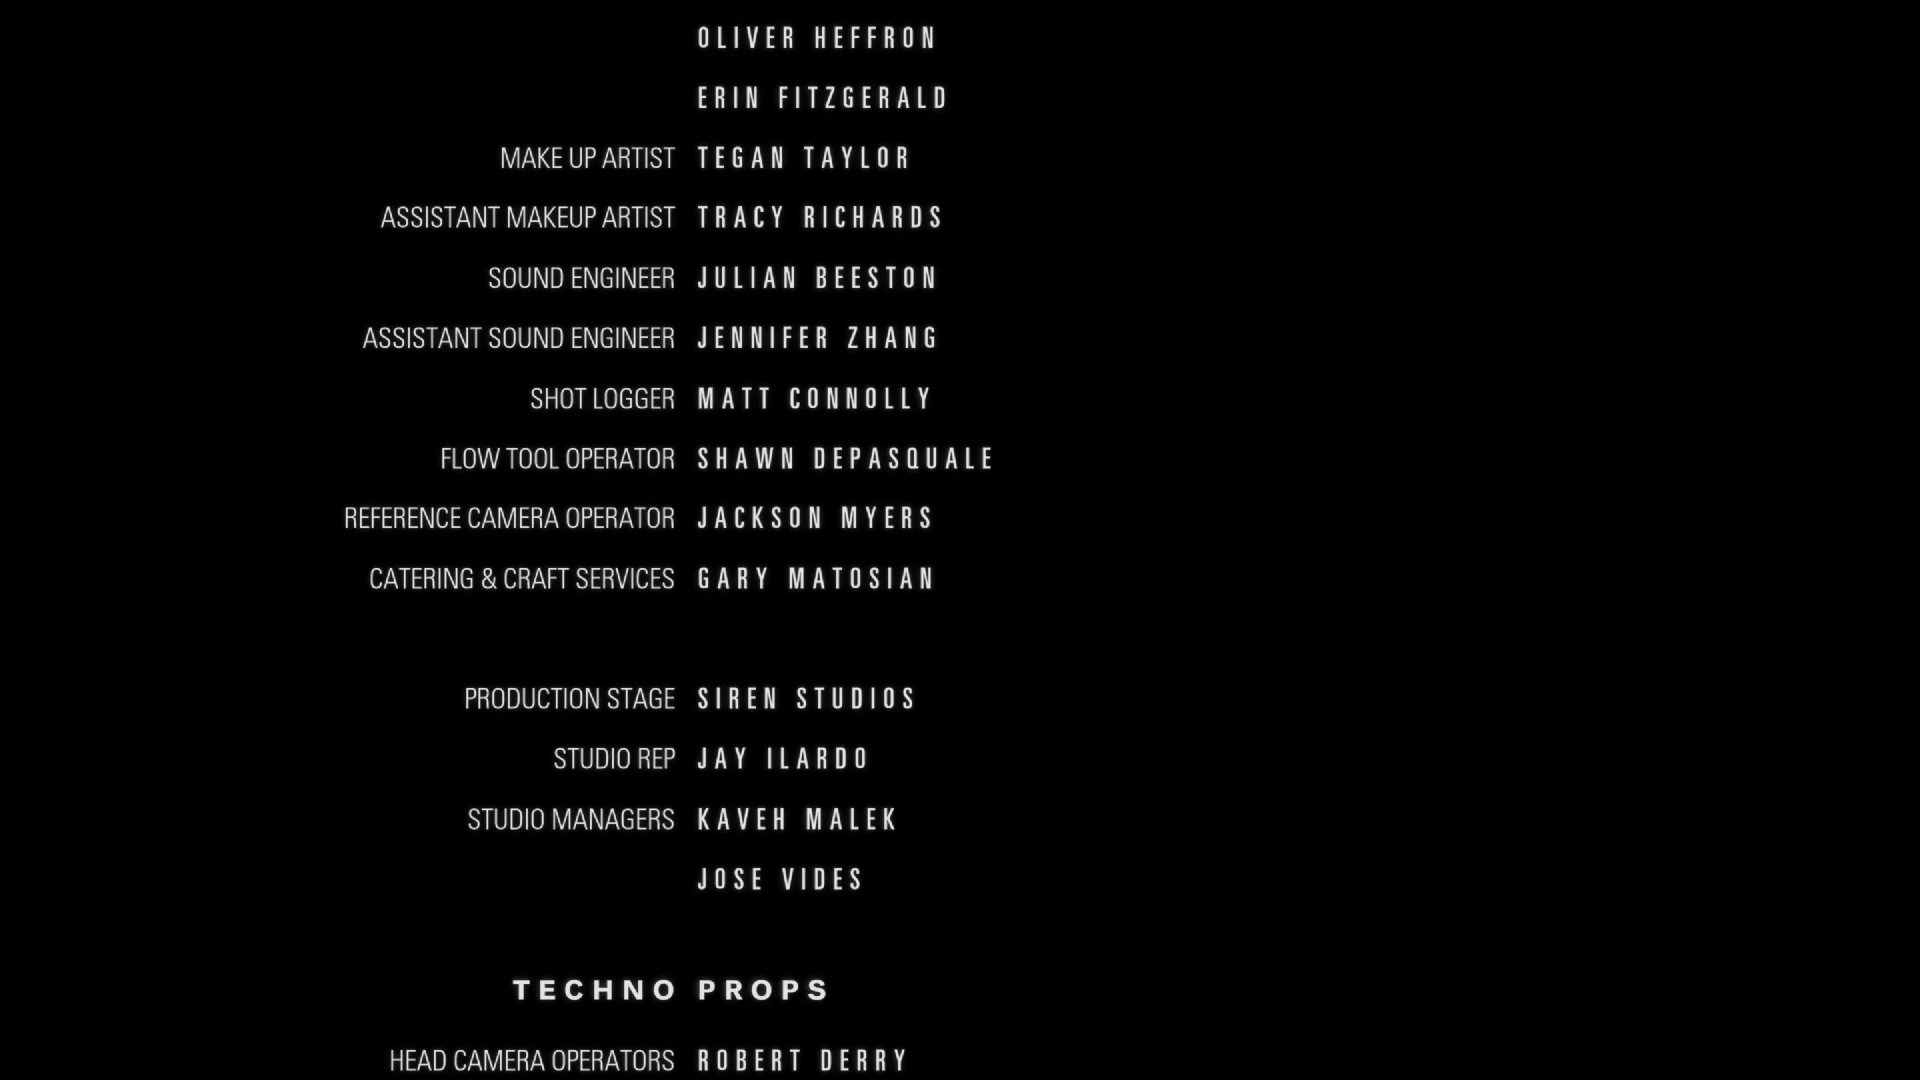 OLIVER HEFFRON
ERIN FITZGERALD
MAKE UP ARTIST TEGAN TAYLOR
ASSISTANT MAKEUP ARTIST TRACY RICHARDS
SOUND ENGINEER JULIAN BEESTON
ASSISTANT SOUND ENGINEER JENNIFER ZHANG
SHOT LOGGER MATT CONNOLLY
FLOW TOOL OPERATOR SHAWN DEPASQUALE
REFERENCE CAMERA OPERATOR JACKSON MYERS
CATERING & CRAFT SERVICES GARY MATOSIAN
PRODUCTION STAGE SIREN STUDIOS
STUDIO REP JAY ILARDO
STUDIO MANAGERS KAVEH MALEK
JOSE VIDES
TECHNO PROPS
HEAD CAMERA OPERATORS ROBERT DERRY